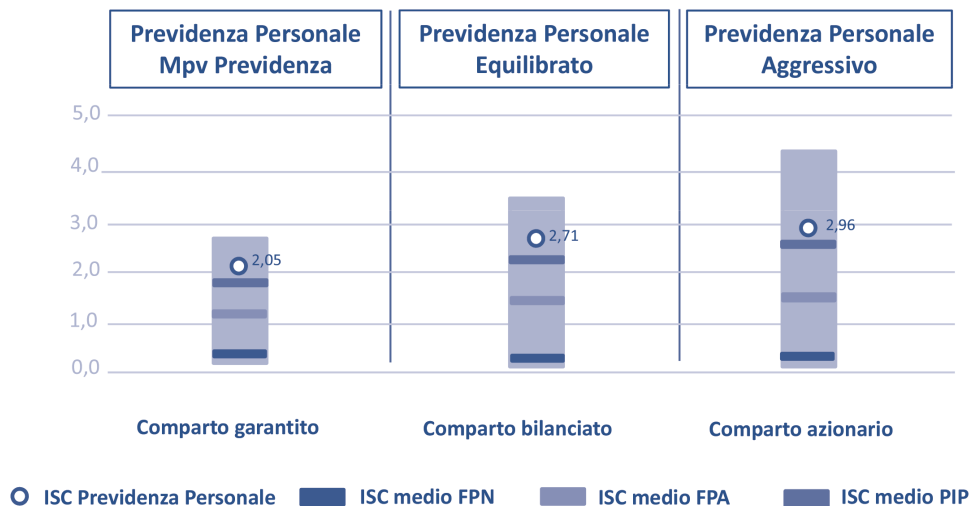 Previdenza Personale
Mpv Previdenza
Previdenza Personale
Equilibrato
Previdenza Personale
Aggressivo
5,0
4,0
3,0
2,0
1,0
0,0
2,05
2,71
2,96
Comparto garantito
Comparto bilanciato
Comparto azionario
ISC Previdenza Personale
ISC medio FPN
ISC medio FPA
ISC medio PIP